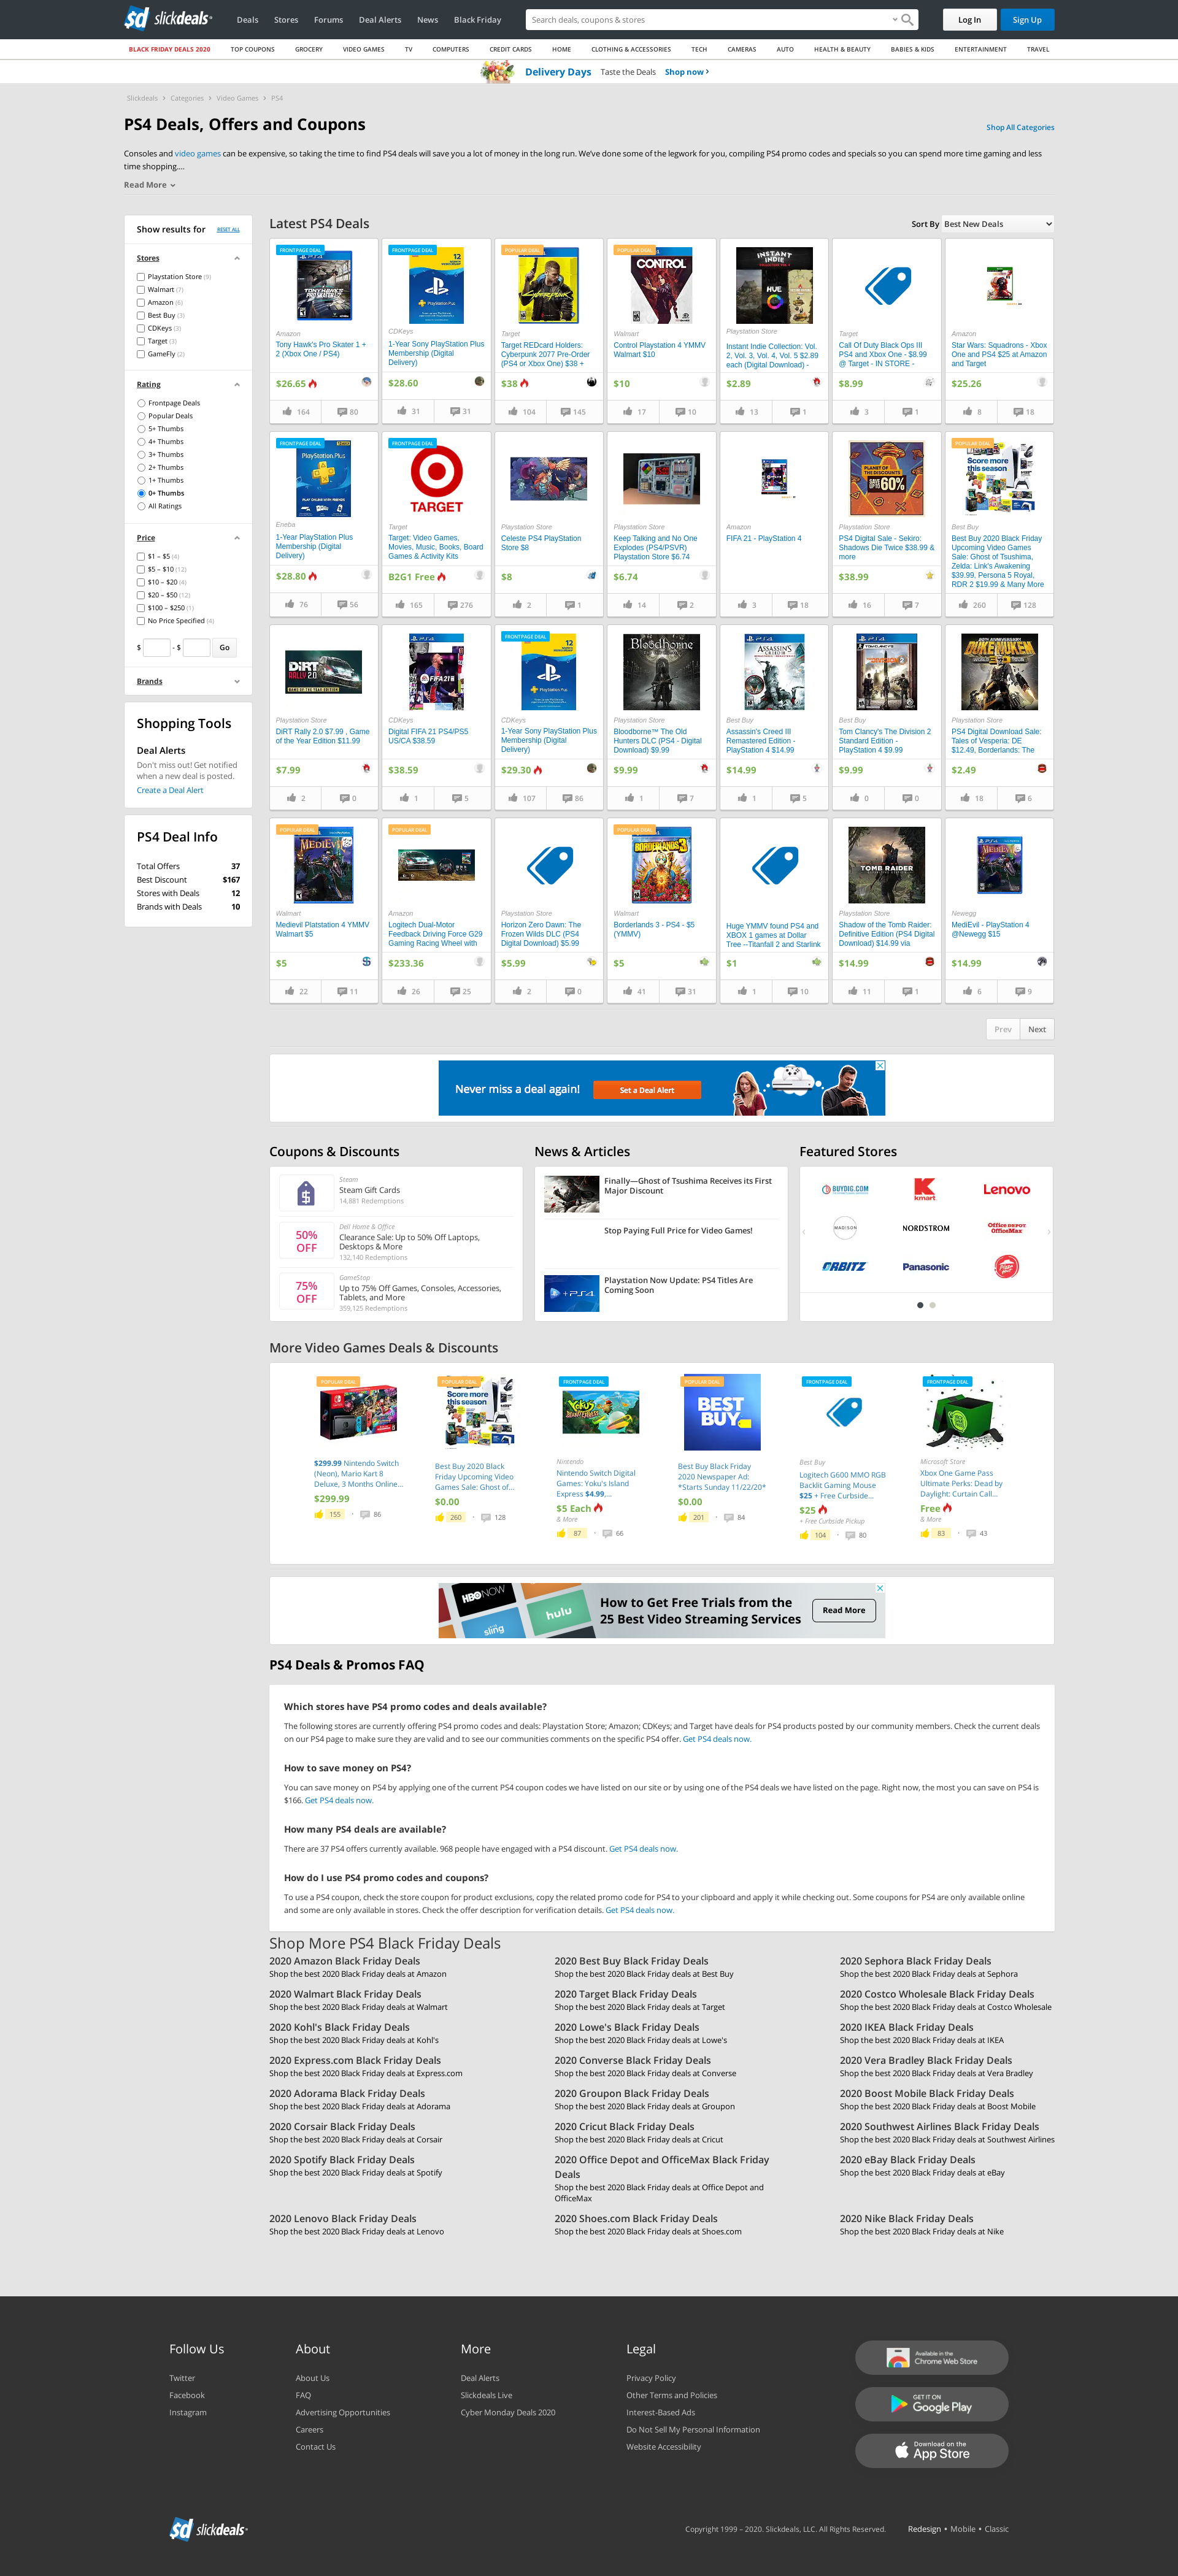 sd slickdeals
Deals Stores Forums Deal Alerts News Black Friday
Search deals, coupons & stores
Log In
Sign Up
BLACK FRIDAY DEALS 2020 TOP COUPONS GROCERY VIDEO GAMES TV COMPUTERS CREDIT CARDS HOME CLOTHING & ACCESSORIES TECH CAMERAS AUTO HEALTH & BEAUTY BABIES & KIDS ENTERTAINMENT TRAVEL
Delivery Days Taste the Deals Shop now ›
Slickdeals › Categories › Video Games › PS4
PS4 Deals, Offers and Coupons
Shop All Categories
Consoles and video games can be expensive, so taking the time to find PS4 deals will save you a lot of money in the long run. We've done some of the legwork for you, compiling PS4 promo codes and specials so you can spend more time gaming and less
time shopping....
Read More
Show results for RESET ALL
Stores
Playstation Store (9)
Walmart (7)
Amazon (6)
Best Buy (3)
CDKeys (3)
Target (3)
GameFly (2)
Rating
Frontpage Deals
Popular Deals
5+ Thumbs
4+ Thumbs
3+ Thumbs
2+ Thumbs
1+ Thumbs
0+ Thumbs
All Ratings
Price
$1 – $5 (4)
$5 – $10 (12)
$10 – $20 (4)
$20 – $50 (12)
$100 – $250 (1)
No Price Specified (4)
$ - $ Go
Brands
Shopping Tools
Deal Alerts
Don't miss out! Get notified
when a new deal is posted.
Create a Deal Alert
PS4 Deal Info
Total Offers 37
Best Discount $167
Stores with Deals 12
Brands with Deals 10
Latest PS4 Deals
Sort By Best New Deals
FRONTPAGE DEAL
Amazon
Tony Hawk's Pro Skater 1 +
2 (Xbox One / PS4)
$26.65
164 80
FRONTPAGE DEAL
CDKeys
1-Year Sony PlayStation Plus
Membership (Digital
Delivery)
$28.60
31 31
POPULAR DEAL
Target
Target REDcard Holders:
Cyberpunk 2077 Pre-Order
(PS4 or Xbox One) $38 +
$38
104 145
POPULAR DEAL
CONTROL
Walmart
Control Playstation 4 YMMV
Walmart $10
$10
17 10
INSTANT INDIE
HUE
Playstation Store
Instant Indie Collection: Vol.
2, Vol. 3, Vol. 4, Vol. 5 $2.89
each (Digital Download) -
$2.89
13 1
Target
Call Of Duty Black Ops III
PS4 and Xbox One - $8.99
@ Target - IN STORE -
$8.99
3 1
Amazon
Star Wars: Squadrons - Xbox
One and PS4 $25 at Amazon
and Target
$25.26
8 18
FRONTPAGE DEAL
PlayStation.Plus
Eneba
1-Year PlayStation Plus
Membership (Digital
Delivery)
$28.80
76 56
FRONTPAGE DEAL
TARGET
Target
Target: Video Games,
Movies, Music, Books, Board
Games & Activity Kits
B2G1 Free
165 276
Playstation Store
Celeste PS4 PlayStation
Store $8
$8
2 1
Playstation Store
Keep Talking and No One
Explodes (PS4/PSVR)
Playstation Store $6.74
$6.74
14 2
Amazon
FIFA 21 - PlayStation 4
3 18
PLANET OF THE DISCOUNTS
60%
Playstation Store
PS4 Digital Sale - Sekiro:
Shadows Die Twice $38.99 &
more
$38.99
16 7
POPULAR DEAL
Score more this season.
Best Buy
Best Buy 2020 Black Friday
Upcoming Video Games
Sale: Ghost of Tsushima,
Zelda: Link's Awakening
$39.99, Persona 5 Royal,
RDR 2 $19.99 & Many More
260 128
DiRT RALLY 2.0
Playstation Store
DiRT Rally 2.0 $7.99 , Game
of the Year Edition $11.99
$7.99
2 0
FIFA 21
CDKeys
Digital FIFA 21 PS4/PS5
US/CA $38.59
$38.59
1 5
FRONTPAGE DEAL
CDKeys
1-Year Sony PlayStation Plus
Membership (Digital
Delivery)
$29.30
107 86
Bloodborne
Playstation Store
Bloodborne™ The Old
Hunters DLC (PS4 - Digital
Download) $9.99
$9.99
1 7
ASSASSIN'S CREED III
Best Buy
Assassin's Creed III
Remastered Edition -
PlayStation 4 $14.99
$14.99
1 5
Best Buy
Tom Clancy's The Division 2
Standard Edition -
PlayStation 4 $9.99
$9.99
0 0
DUKE NUKEM 3D
Playstation Store
PS4 Digital Download Sale:
Tales of Vesperia: DE
$12.49, Borderlands: The
$2.49
18 6
POPULAR DEAL
MEDIEVIL
Walmart
Medievil Platstation 4 YMMV
Walmart $5
$5
22 11
POPULAR DEAL
Amazon
Logitech Dual-Motor
Feedback Driving Force G29
Gaming Racing Wheel with
$233.36
26 25
Playstation Store
Horizon Zero Dawn: The
Frozen Wilds DLC (PS4
Digital Download) $5.99
$5.99
2 0
POPULAR DEAL
BORDERLANDS 3
Walmart
Borderlands 3 - PS4 - $5
(YMMV)
$5
41 31
Huge YMMV found PS4 and
XBOX 1 games at Dollar
Tree --Titanfall 2 and Starlink
$1
1 10
TOMB RAIDER
Playstation Store
Shadow of the Tomb Raider:
Definitive Edition (PS4 Digital
Download) $14.99 via
$14.99
11 1
Newegg
MediEvil - PlayStation 4
@Newegg $15
$14.99
6 9
Prev Next
Never miss a deal again! Set a Deal Alert
Coupons & Discounts
Steam
Steam Gift Cards
14,881 Redemptions
50% OFF
Dell Home & Office
Clearance Sale: Up to 50% Off Laptops,
Desktops & More
132,140 Redemptions
75% OFF
GameStop
Up to 75% Off Games, Consoles, Accessories,
Tablets, and More
359,125 Redemptions
News & Articles
Finally—Ghost of Tsushima Receives its First
Major Discount
Stop Paying Full Price for Video Games!
PS4
Playstation Now Update: PS4 Titles Are
Coming Soon
Featured Stores
BUYDIG.COM Kmart Lenovo
MADISON NORDSTROM Office DEPOT OfficeMax
ORBITZ Panasonic
More Video Games Deals & Discounts
POPULAR DEAL
$299.99 Nintendo Switch
(Neon), Mario Kart 8
Deluxe, 3 Months Online...
$299.99
155 86
POPULAR DEAL
Score more this season.
Best Buy 2020 Black
Friday Upcoming Video
Games Sale: Ghost of...
$0.00
260 128
FRONTPAGE DEAL
Nintendo
Nintendo Switch Digital
Games: Yoku's Island
Express $4.99,...
$5 Each
& More
87 66
POPULAR DEAL
BEST BUY
Best Buy Black Friday
2020 Newspaper Ad:
*Starts Sunday 11/22/20*
$0.00
201 84
FRONTPAGE DEAL
Best Buy
Logitech G600 MMO RGB
Backlit Gaming Mouse
$25 + Free Curbside...
$25
+ Free Curbside Pickup
104 80
FRONTPAGE DEAL
Microsoft Store
Xbox One Game Pass
Ultimate Perks: Dead by
Daylight: Curtain Call...
Free
& More
83 43
HBO NOW
sling
hulu
How to Get Free Trials from the
25 Best Video Streaming Services
Read More
PS4 Deals & Promos FAQ
Which stores have PS4 promo codes and deals available?
The following stores are currently offering PS4 promo codes and deals: Playstation Store; Amazon; CDKeys; and Target have deals for PS4 products posted by our community members. Check the current deals
on our PS4 page to make sure they are valid and to see our communities comments on the specific PS4 offer. Get PS4 deals now.
How to save money on PS4?
You can save money on PS4 by applying one of the current PS4 coupon codes we have listed on our site or by using one of the PS4 deals we have listed on the page. Right now, the most you can save on PS4 is
$166. Get PS4 deals now.
How many PS4 deals are available?
There are 37 PS4 offers currently available. 968 people have engaged with a PS4 discount. Get PS4 deals now.
How do I use PS4 promo codes and coupons?
To use a PS4 coupon, check the store coupon for product exclusions, copy the related promo code for PS4 to your clipboard and apply it while checking out. Some coupons for PS4 are only available online
and some are only available in stores. Check the offer description for verification details. Get PS4 deals now.
Shop More PS4 Black Friday Deals
2020 Amazon Black Friday Deals
Shop the best 2020 Black Friday deals at Amazon
2020 Best Buy Black Friday Deals
Shop the best 2020 Black Friday deals at Best Buy
2020 Sephora Black Friday Deals
Shop the best 2020 Black Friday deals at Sephora
2020 Walmart Black Friday Deals
Shop the best 2020 Black Friday deals at Walmart
2020 Target Black Friday Deals
Shop the best 2020 Black Friday deals at Target
2020 Costco Wholesale Black Friday Deals
Shop the best 2020 Black Friday deals at Costco Wholesale
2020 Kohl's Black Friday Deals
Shop the best 2020 Black Friday deals at Kohl's
2020 Lowe's Black Friday Deals
Shop the best 2020 Black Friday deals at Lowe's
2020 IKEA Black Friday Deals
Shop the best 2020 Black Friday deals at IKEA
2020 Express.com Black Friday Deals
Shop the best 2020 Black Friday deals at Express.com
2020 Converse Black Friday Deals
Shop the best 2020 Black Friday deals at Converse
2020 Vera Bradley Black Friday Deals
Shop the best 2020 Black Friday deals at Vera Bradley
2020 Adorama Black Friday Deals
Shop the best 2020 Black Friday deals at Adorama
2020 Groupon Black Friday Deals
Shop the best 2020 Black Friday deals at Groupon
2020 Boost Mobile Black Friday Deals
Shop the best 2020 Black Friday deals at Boost Mobile
2020 Corsair Black Friday Deals
Shop the best 2020 Black Friday deals at Corsair
2020 Cricut Black Friday Deals
Shop the best 2020 Black Friday deals at Cricut
2020 Southwest Airlines Black Friday Deals
Shop the best 2020 Black Friday deals at Southwest Airlines
2020 Spotify Black Friday Deals
Shop the best 2020 Black Friday deals at Spotify
2020 Office Depot and OfficeMax Black Friday
Deals
Shop the best 2020 Black Friday deals at Office Depot and
OfficeMax
2020 eBay Black Friday Deals
Shop the best 2020 Black Friday deals at eBay
2020 Lenovo Black Friday Deals
Shop the best 2020 Black Friday deals at Lenovo
2020 Shoes.com Black Friday Deals
Shop the best 2020 Black Friday deals at Shoes.com
2020 Nike Black Friday Deals
Shop the best 2020 Black Friday deals at Nike
Follow Us
Twitter
Facebook
Instagram
About
About Us
FAQ
Advertising Opportunities
Careers
Contact Us
More
Deal Alerts
Slickdeals Live
Cyber Monday Deals 2020
Legal
Privacy Policy
Other Terms and Policies
Interest-Based Ads
Do Not Sell My Personal Information
Website Accessibility
Available in the
Chrome Web Store
GET IT ON
Google Play
Download on the
App Store
sd slickdeals
Copyright 1999 – 2020. Slickdeals, LLC. All Rights Reserved. Redesign • Mobile • Classic